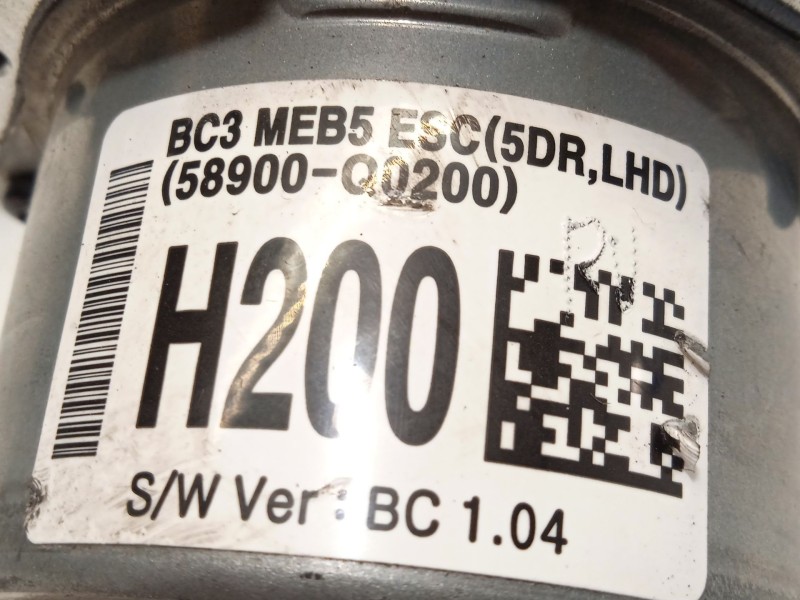 BC3 MEB5 ESC(5DR,LHD)
(58900-Q0200)
H200
S/W Ver : BC 1.04